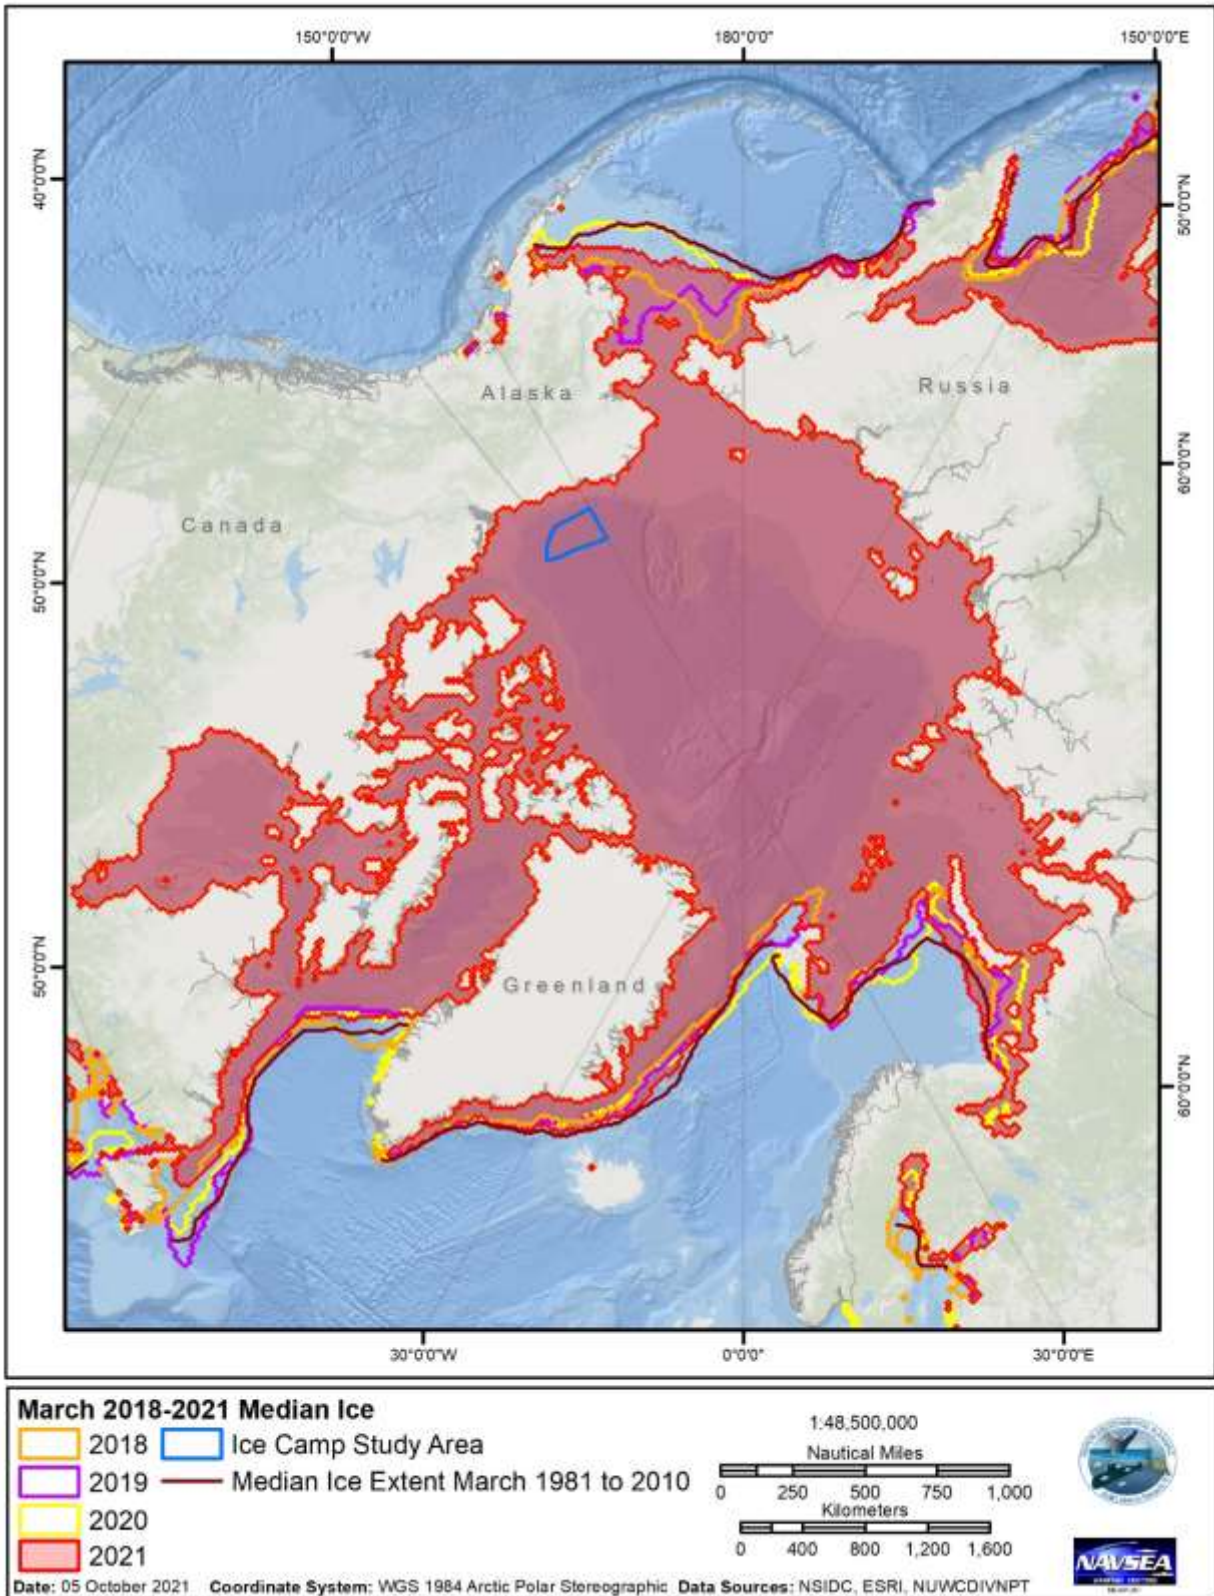 150°0'0"W 180°0'0" 150°0'0"E
40°0'0"N
50°0'0"N
Alaska
Russia
60°0'0"N
Canada
50°0'0"N
50°0'0"N
Greenland
60°0'0"N
30°0'0"W 0°0'0" 30°0'0"E
March 2018-2021 Median Ice
2018 Ice Camp Study Area
2019 Median Ice Extent March 1981 to 2010
2020
2021
1:48,500,000
Nautical Miles
0 250 500 750 1,000
Kilometers
0 400 800 1,200 1,600
NAVSEA
Date: 05 October 2021 Coordinate System: WGS 1984 Arctic Polar Stereographic Data Sources: NSIDC, ESRI, NUWCDIVNPT